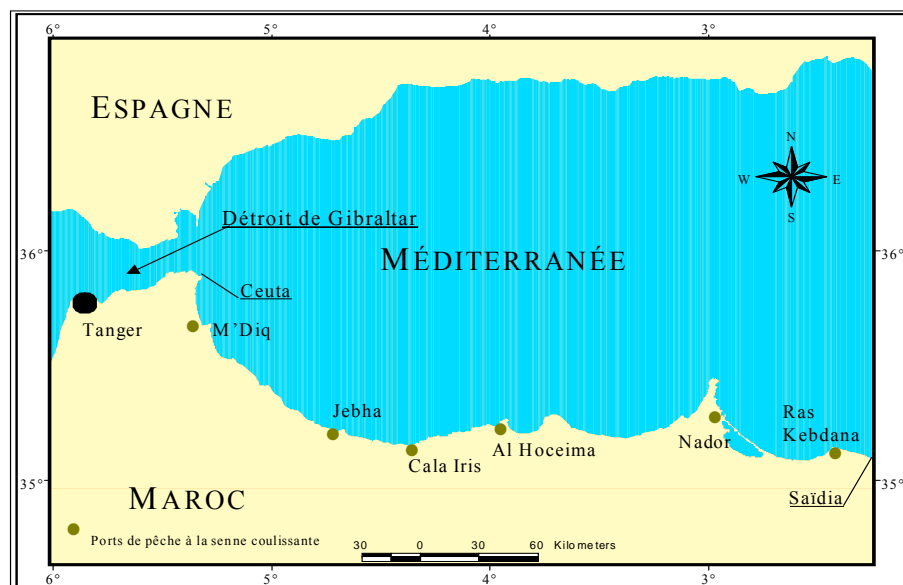 6° 5° 4° 3°
ESPAGNE
N
W E
S
Détroit de Gibraltar
36° 36°
MÉDITERRANÉE
Ceuta
Tanger
M'Diq
Jebha
Ras
Kebdana
Al Hoceima
Nador
Cala Iris
35° 35°
MAROC
Saïdia
Ports de pêche à la senne coulissante
30 0 30 60 Kilometers
6° 5° 4° 3°